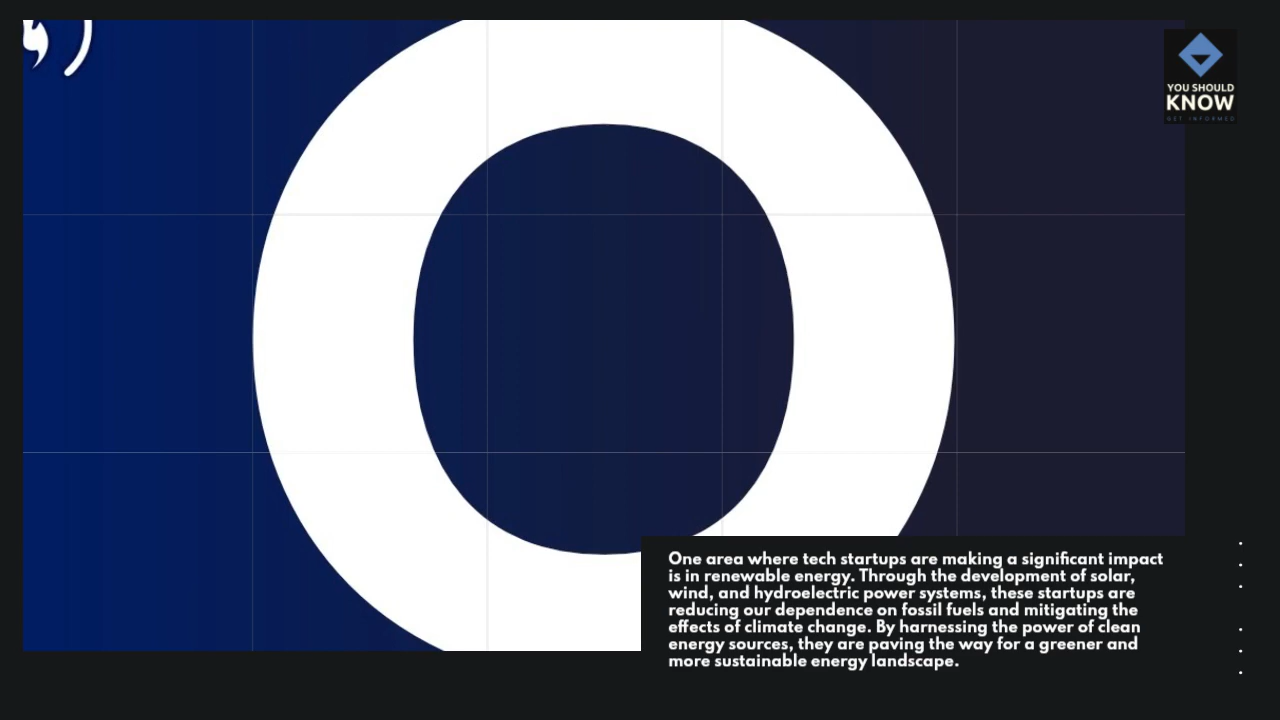 O
YOU SHOULD
KNOW
GET INFORMED
One area where tech startups are making a significant impact
is in renewable energy. Through the development of solar,
wind, and hydroelectric power systems, these startups are
reducing our dependence on fossil fuels and mitigating the
effects of climate change. By harnessing the power of clean
energy sources, they are paving the way for a greener and
more sustainable energy landscape.